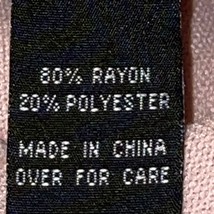 80% RAYON
20% POLYESTER
MADE IN CHINA
OVER FOR CARE